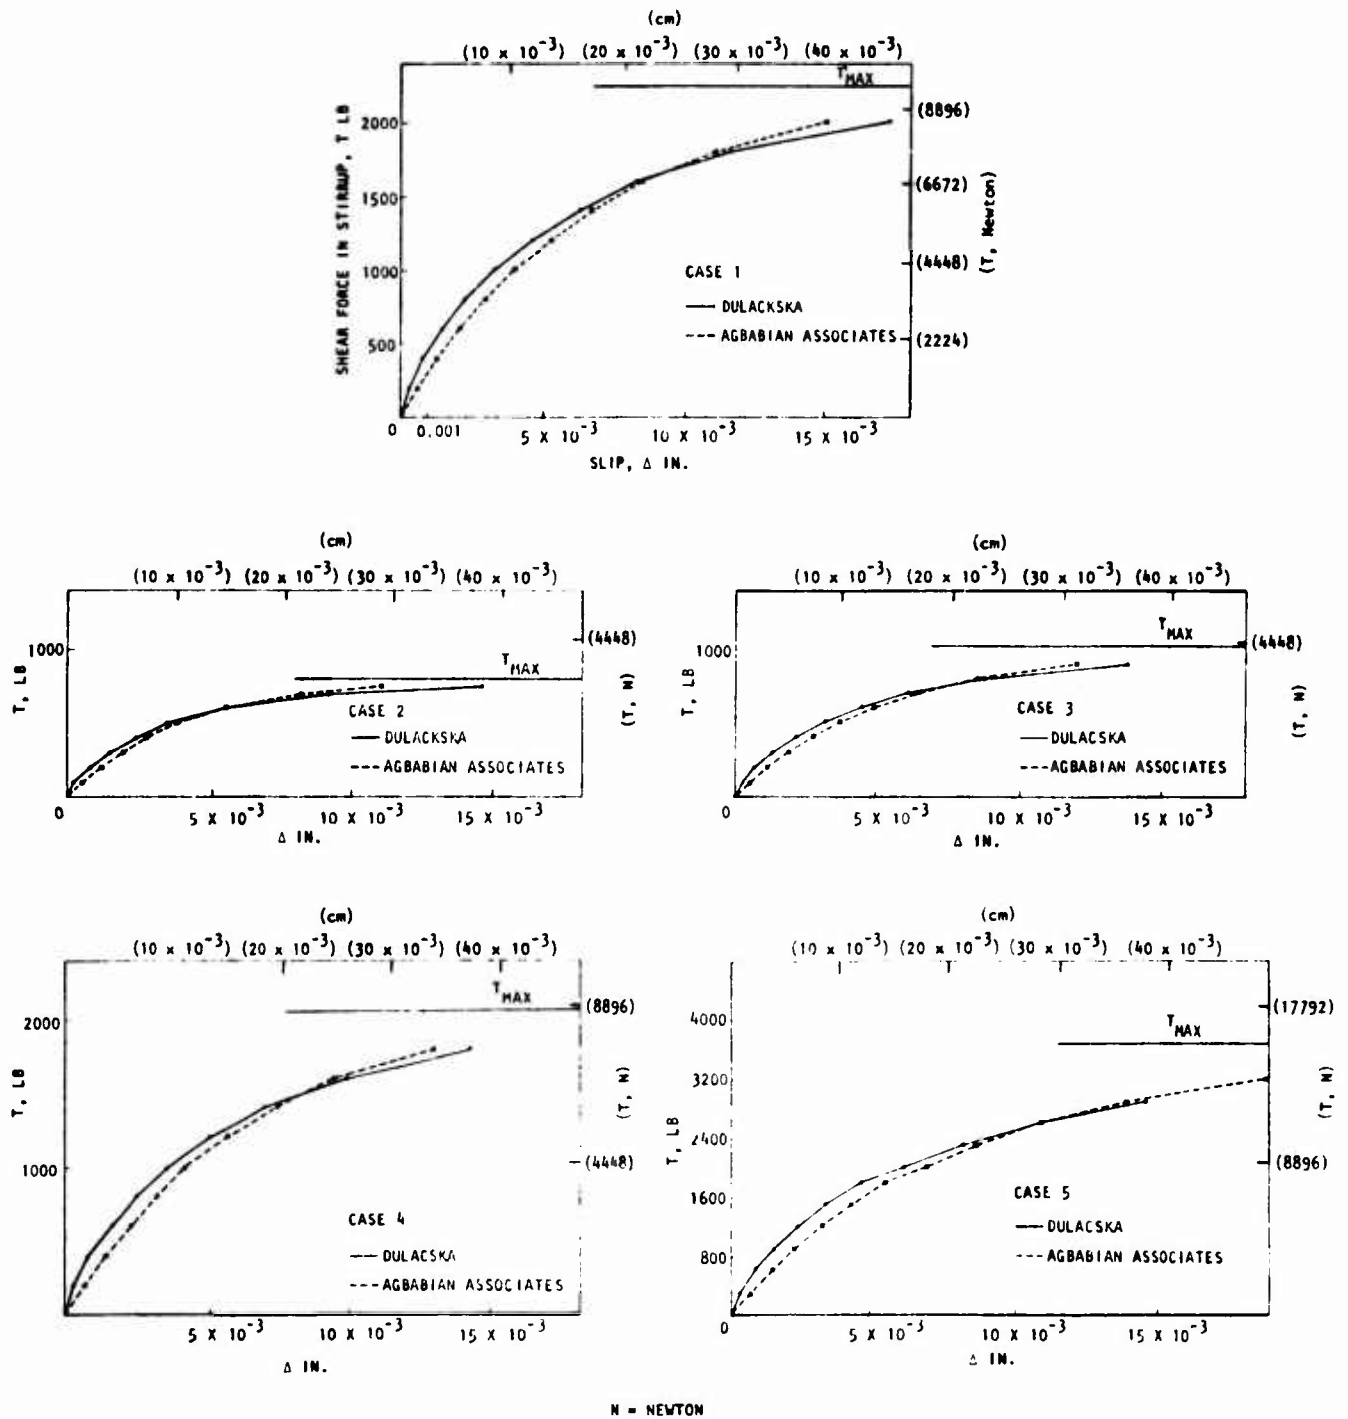 (cm)
(10 x 10⁻³) (20 x 10⁻³) (30 x 10⁻³) (40 x 10⁻³)
T MAX
SHEAR FORCE IN STIRRUP, T LB
2000
1500
1000
500
(8896)
(6672)
(4448)
(2224)
(T, Newton)
CASE 1
DULACKSKA
AGBABIAN ASSOCIATES
0 0.001 5 X 10⁻³ 10 X 10⁻³ 15 X 10⁻³
SLIP, Δ IN.
(cm)
(10 x 10⁻³) (20 x 10⁻³) (30 x 10⁻³) (40 x 10⁻³)
1000
T, LB
(4448)
(T, N)
T MAX
CASE 2
DULACKSKA
AGBABIAN ASSOCIATES
0 5 X 10⁻³ 10 X 10⁻³ 15 X 10⁻³
Δ IN.
(cm)
(10 x 10⁻³) (20 x 10⁻³) (30 x 10⁻³) (40 x 10⁻³)
1000
T, LB
T MAX
(4448)
(T, N)
CASE 3
DULACSKA
AGBABIAN ASSOCIATES
0 5 X 10⁻³ 10 X 10⁻³ 15 X 10⁻³
Δ IN.
(cm)
(10 x 10⁻³) (20 x 10⁻³) (30 x 10⁻³) (40 x 10⁻³)
T MAX
2000
1000
T, LB
(8896)
(4448)
(T, N)
CASE 4
DULACSKA
AGBABIAN ASSOCIATES
5 X 10⁻³ 10 X 10⁻³ 15 X 10⁻³
Δ IN.
(cm)
(10 x 10⁻³) (20 x 10⁻³) (30 x 10⁻³) (40 x 10⁻³)
4000
3200
2400
1600
800
T, LB
T MAX
(17792)
(8896)
(T, N)
CASE 5
DULACSKA
AGBABIAN ASSOCIATES
0 5 X 10⁻³ 10 X 10⁻³ 15 X 10⁻³
Δ IN.
N = NEWTON